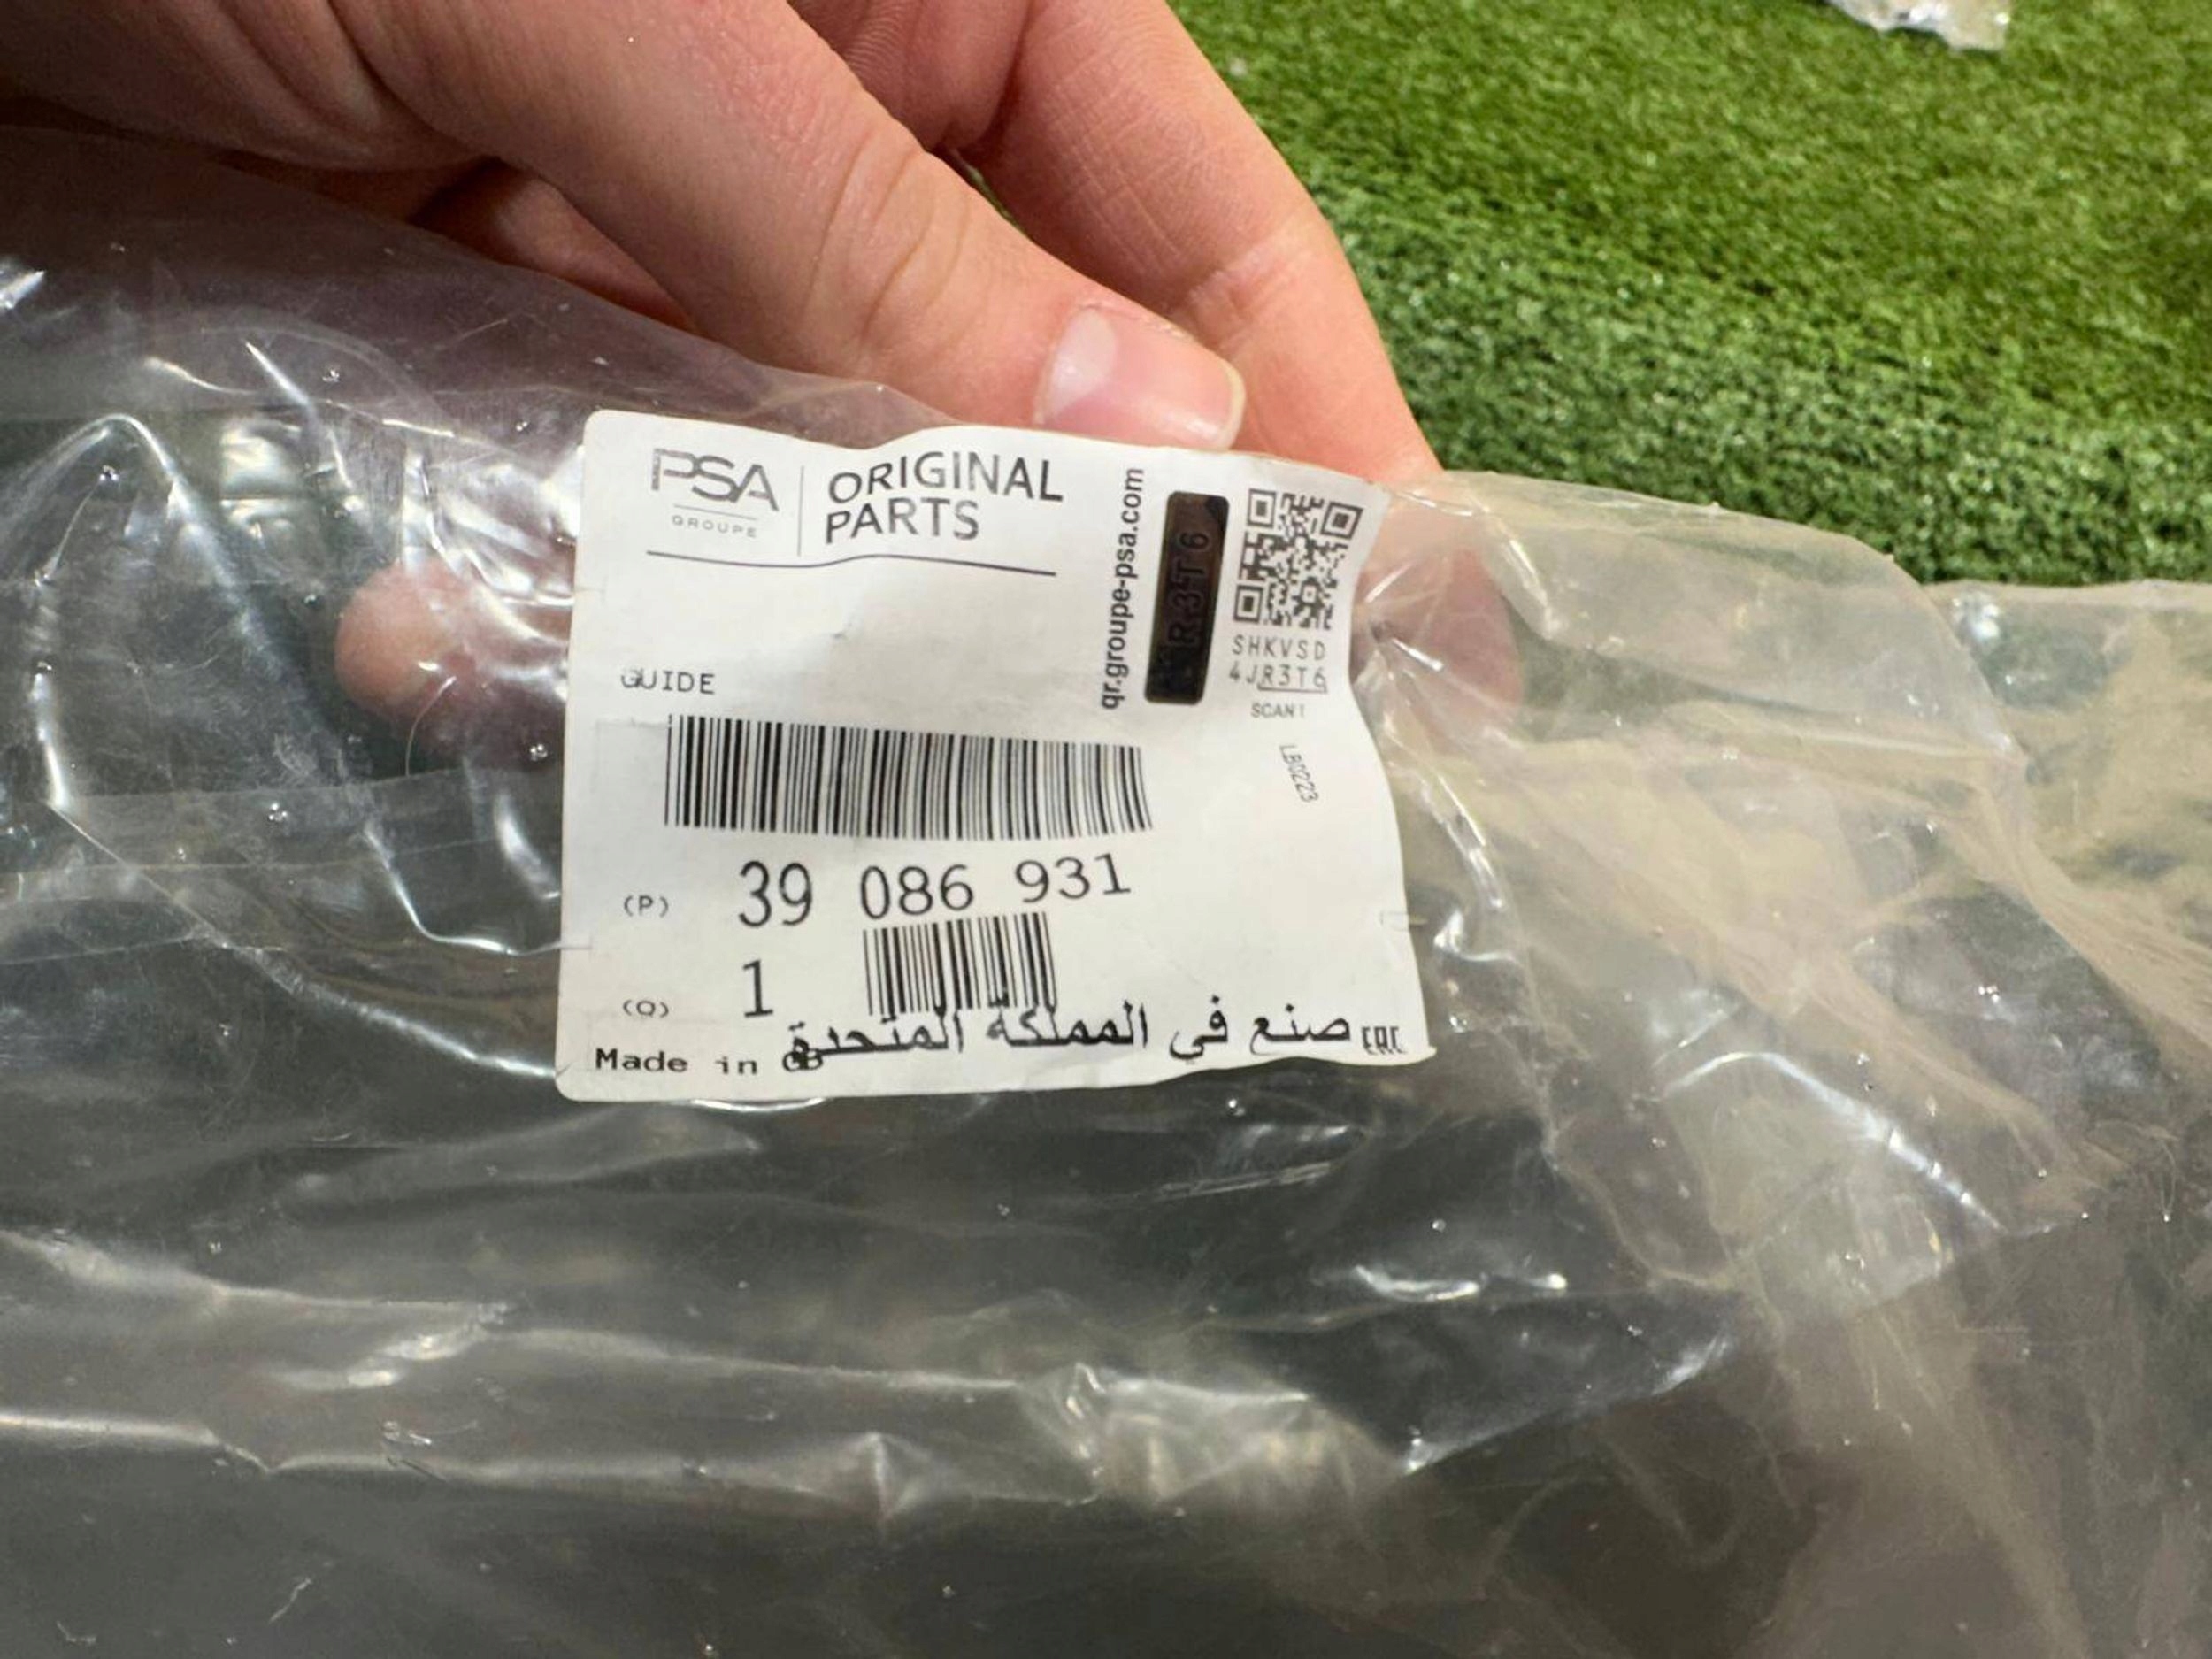 PSA
GROUPE
ORIGINAL
PARTS
qr.groupe-psa.com
R3T6
SHKVSD
4JR3T6
SCAN!
LB0223
GUIDE
(P) 39 086 931
(Q) 1
صنع في المملكة المتحدة
EAC
Made in GB